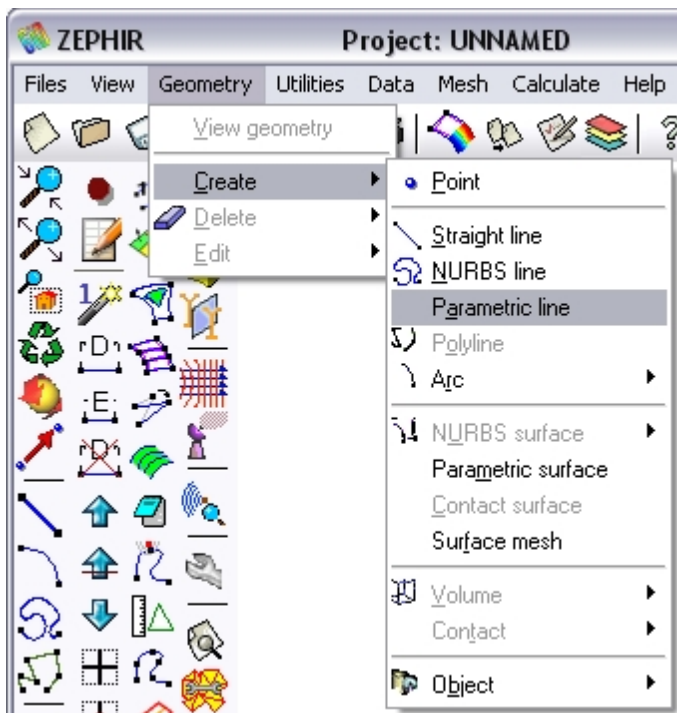 ZEPHIR Project: UNNAMED
Files View Geometry Utilities Data Mesh Calculate Help
View geometry
Create
Delete
Edit
Point
Straight line
NURBS line
Parametric line
Polyline
Arc
NURBS surface
Parametric surface
Contact surface
Surface mesh
Volume
Contact
Object
1
D
E
D